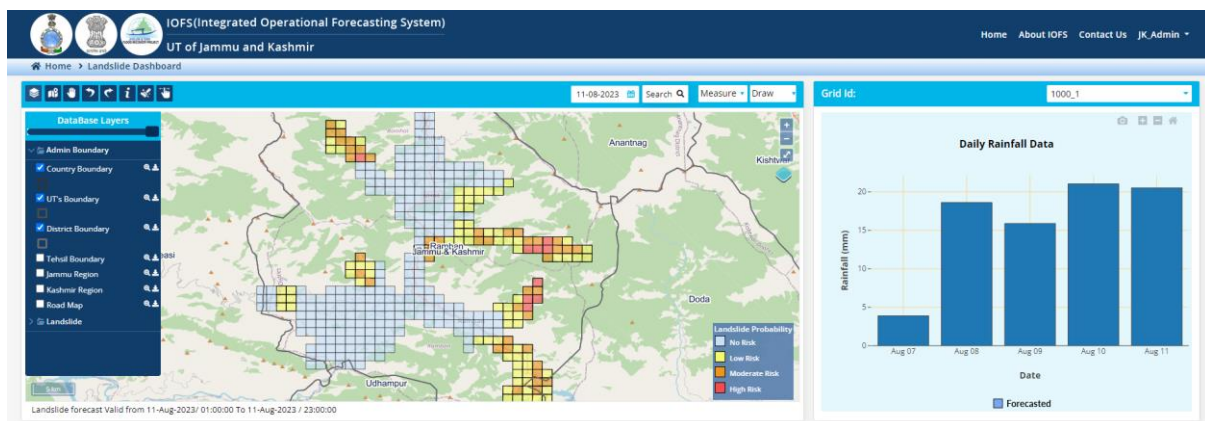 IOFS(Integrated Operational Forecasting System)
UT of Jammu and Kashmir
Home About IOFS Contact Us JK_Admin
Home > Landslide Dashboard
11-08-2023 Search Measure Draw
DataBase Layers
Admin Boundary
Country Boundary
UT's Boundary
District Boundary
Tehsil Boundary
Jammu Region
Kashmir Region
Road Map
Landslide
Anantnag
Kishtwar
Ramban
Jammu & Kashmir
Doda
Udhampur
Landslide Probability
No Risk
Low Risk
Moderate Risk
High Risk
5 km
Landslide forecast Valid from 11-Aug-2023/ 01:00:00 To 11-Aug-2023 / 23:00:00
Grid Id: 1000_1
Daily Rainfall Data
Rainfall (mm)
20
15
10
5
0
Aug 07 Aug 08 Aug 09 Aug 10 Aug 11
Date
Forecasted